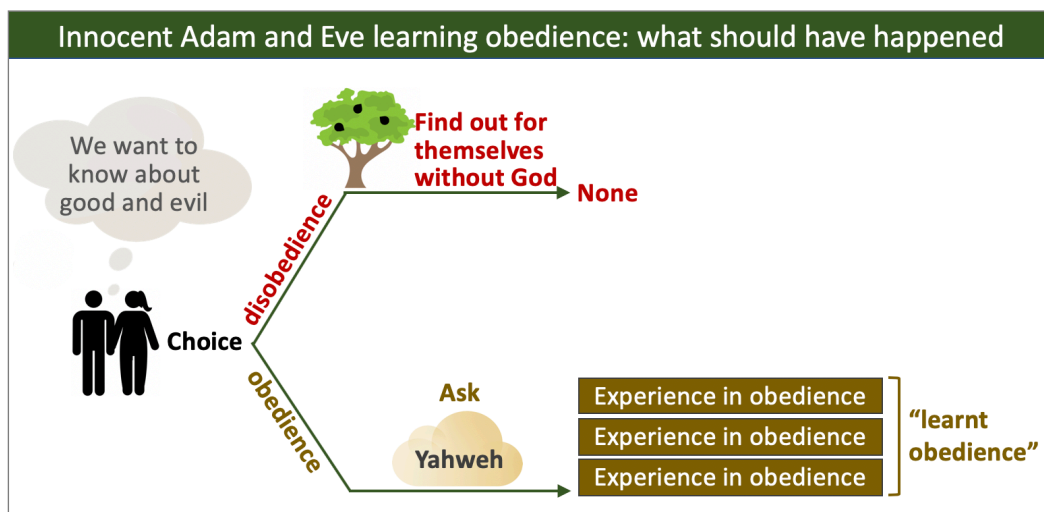 Innocent Adam and Eve learning obedience: what should have happened
We want to
know about
good and evil
Find out for
themselves
without God
None
disobedience
Choice
obedience
Ask
Yahweh
Experience in obedience
Experience in obedience
Experience in obedience
“learnt
obedience”